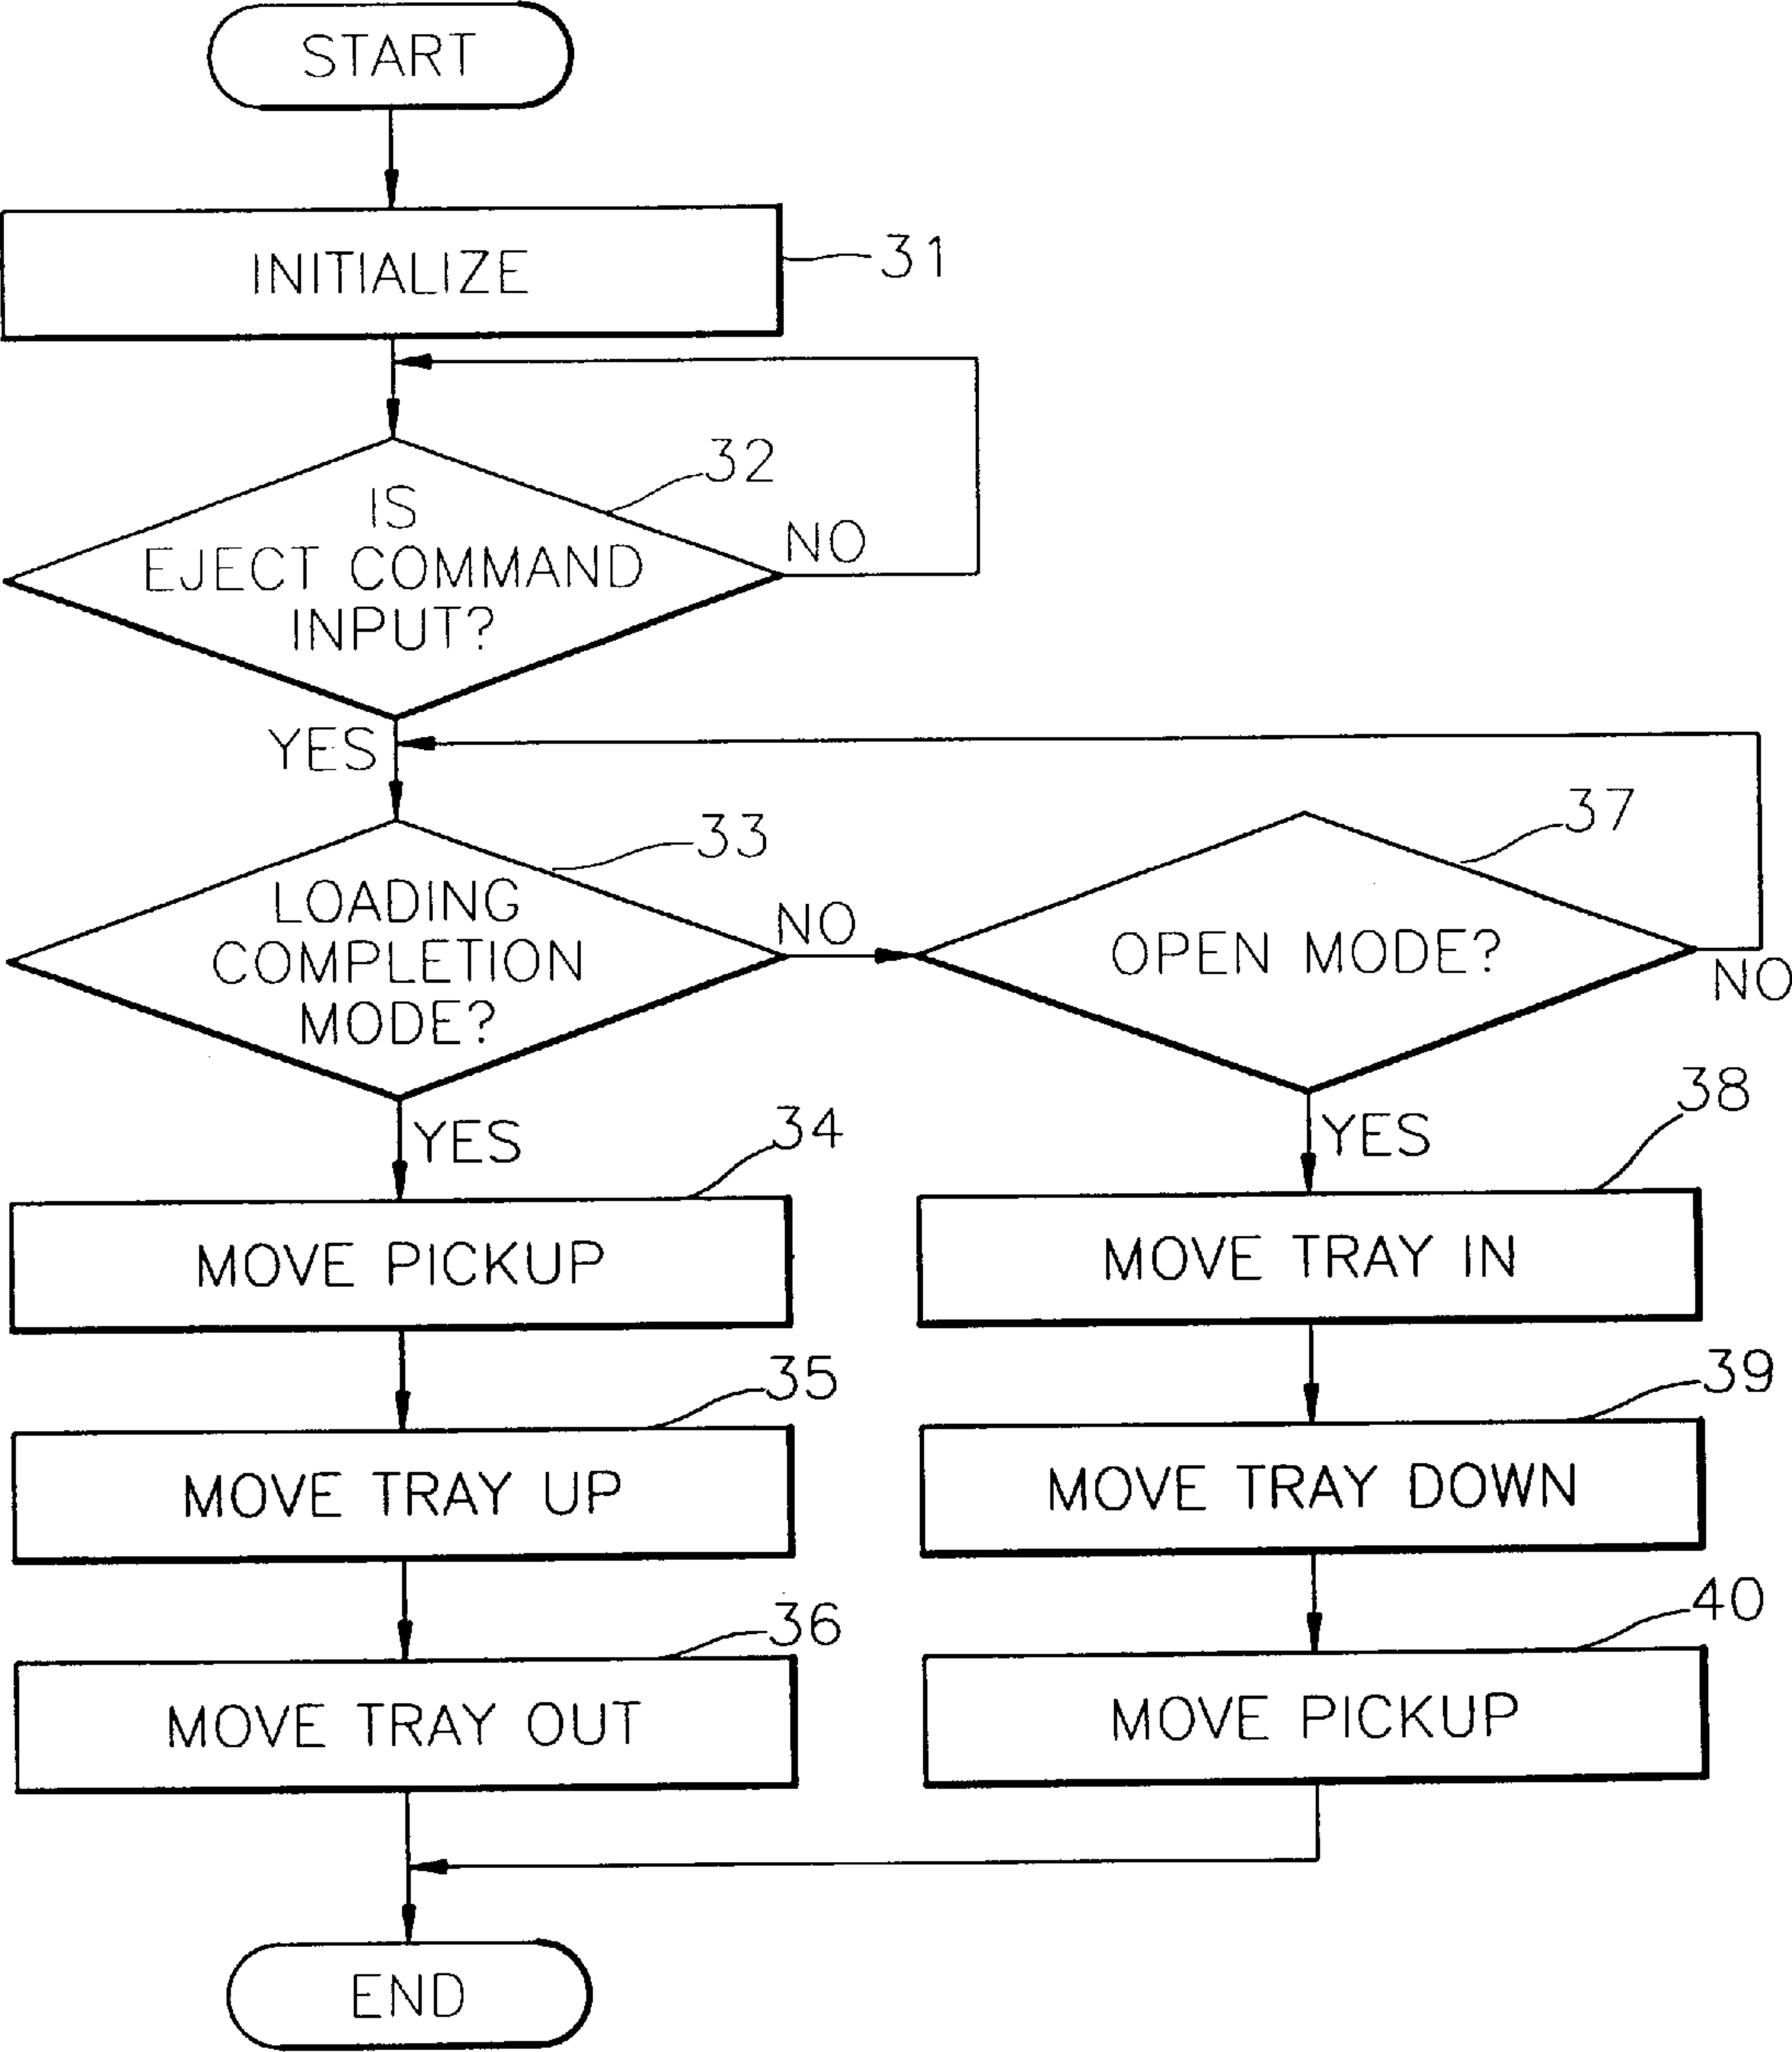 START
INITIALIZE
31
32
IS
EJECT COMMAND
INPUT?
NO
YES
33
LOADING
COMPLETION
MODE?
NO
37
OPEN MODE?
NO
YES
34
MOVE PICKUP
35
MOVE TRAY UP
36
MOVE TRAY OUT
YES
38
MOVE TRAY IN
39
MOVE TRAY DOWN
40
MOVE PICKUP
END